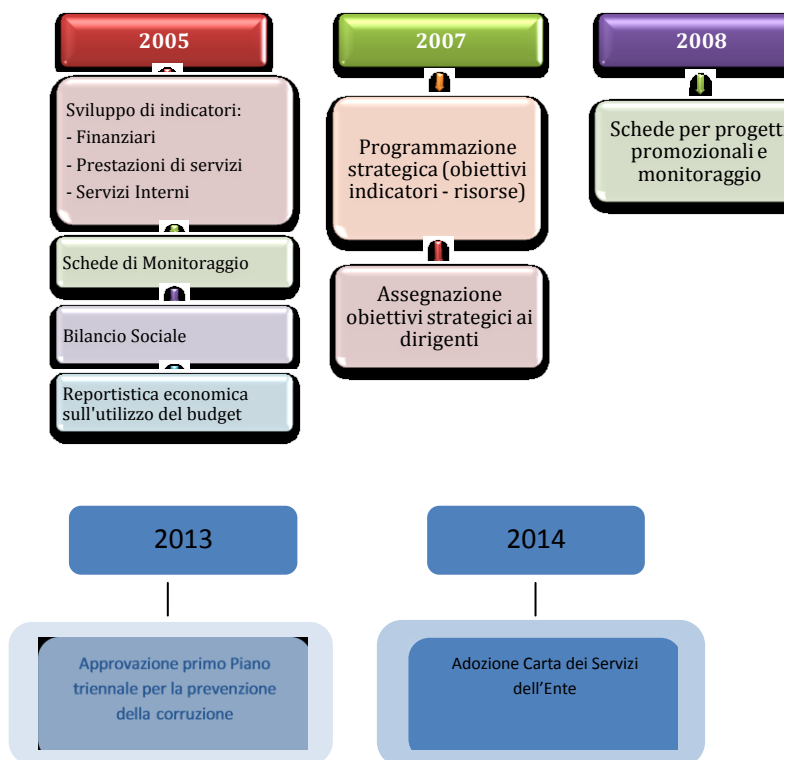 2005
Sviluppo di indicatori:
- Finanziari
- Prestazioni di servizi
- Servizi Interni
Schede di Monitoraggio
Bilancio Sociale
Reportistica economica
sull'utilizzo del budget
2007
Programmazione
strategica (obiettivi
indicatori - risorse)
Assegnazione
obiettivi strategici ai
dirigenti
2008
Schede per progett
promozionali e
monitoraggio
2013
Approvazione primo Piano
triennale per la prevenzione
della corruzione
2014
Adozione Carta dei Servizi
dell’Ente